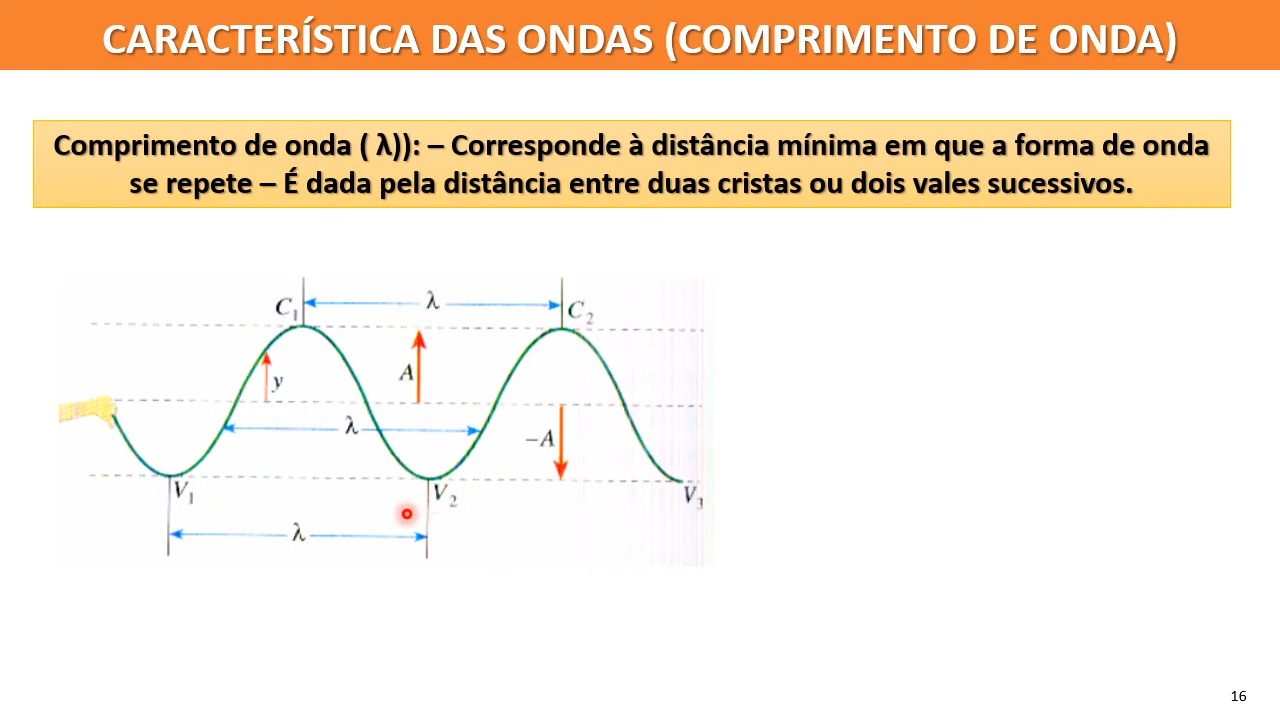 CARACTERÍSTICA DAS ONDAS (COMPRIMENTO DE ONDA)
Comprimento de onda ( λ)): – Corresponde à distância mínima em que a forma de onda
se repete – É dada pela distância entre duas cristas ou dois vales sucessivos.
C1
λ
C2
A
y
λ
–A
V1
V2
V3
λ
16